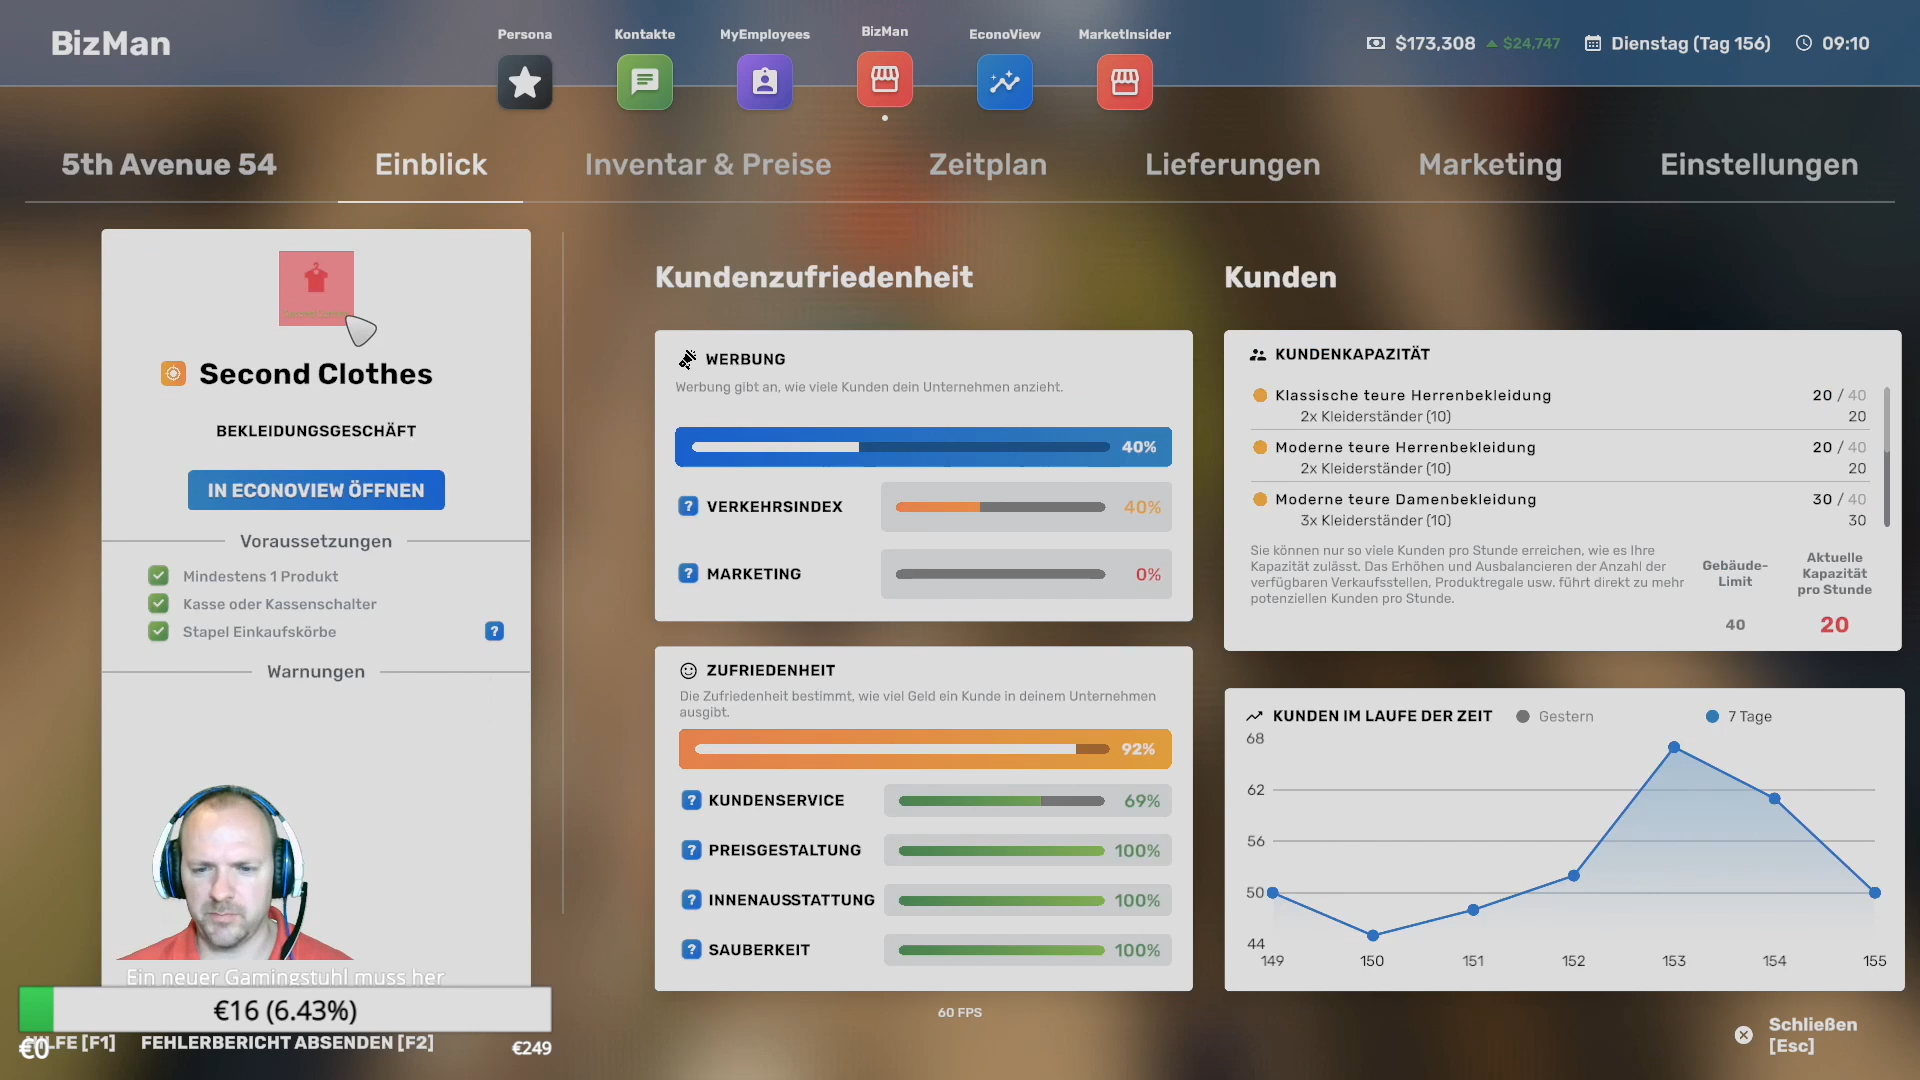 BizMan
Persona
Kontakte
MyEmployees
BizMan
EconoView
MarketInsider
$173,308
$24,747
Dienstag (Tag 156)
09:10
5th Avenue 54
Einblick
Inventar & Preise
Zeitplan
Lieferungen
Marketing
Einstellungen
Second Clothes
BEKLEIDUNGSGESCHÄFT
IN ECONOVIEW ÖFFNEN
Voraussetzungen
Mindestens 1 Produkt
Kasse oder Kassenschalter
Stapel Einkaufskörbe
?
Warnungen
Ein neuer Gamingstuhl muss her
€16 (6.43%)
€0
€249
HILFE [F1]
FEHLERBERICHT ABSENDEN [F2]
Kundenzufriedenheit
WERBUNG
Werbung gibt an, wie viele Kunden dein Unternehmen anzieht.
40%
? VERKEHRSINDEX 40%
? MARKETING 0%
ZUFRIEDENHEIT
Die Zufriedenheit bestimmt, wie viel Geld ein Kunde in deinem Unternehmen
ausgibt.
92%
? KUNDENSERVICE 69%
? PREISGESTALTUNG 100%
? INNENAUSSTATTUNG 100%
? SAUBERKEIT 100%
60 FPS
Kunden
KUNDENKAPAZITÄT
Klassische teure Herrenbekleidung 20 / 40
2x Kleiderständer (10) 20
Moderne teure Herrenbekleidung 20 / 40
2x Kleiderständer (10) 20
Moderne teure Damenbekleidung 30 / 40
3x Kleiderständer (10) 30
Sie können nur so viele Kunden pro Stunde erreichen, wie es Ihre
Kapazität zulässt. Das Erhöhen und Ausbalancieren der Anzahl der
verfügbaren Verkaufsstellen, Produktregale usw. führt direkt zu mehr
potenziellen Kunden pro Stunde.
Gebäude-
Limit
40
Aktuelle
Kapazität
pro Stunde
20
KUNDEN IM LAUFE DER ZEIT
Gestern
7 Tage
68
62
56
50
44
149 150 151 152 153 154 155
Schließen
[Esc]